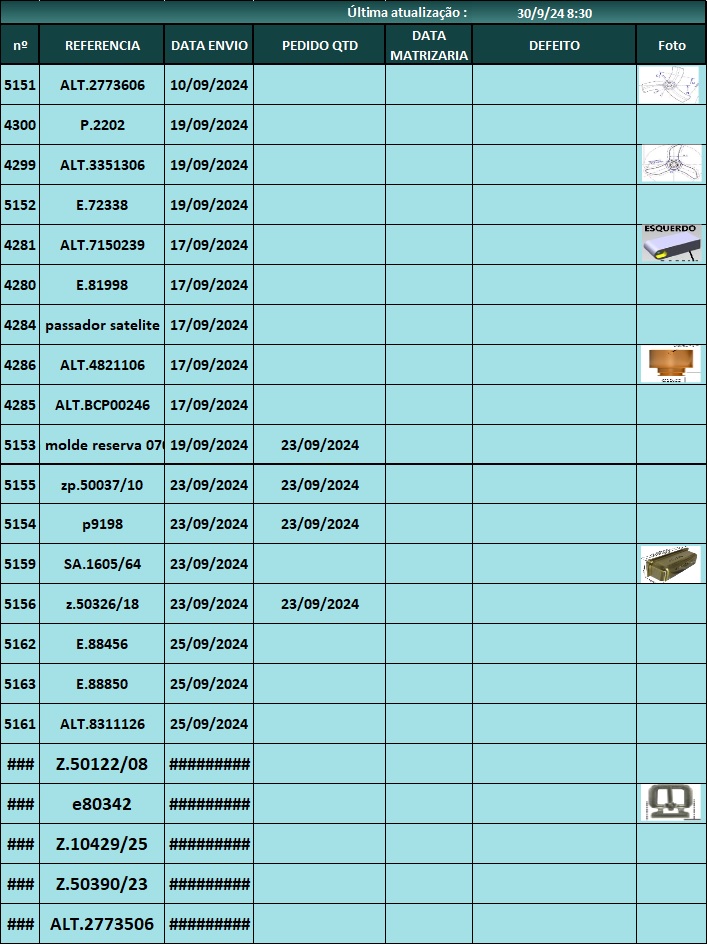 Última atualização : 30/9/24 8:30
nº REFERENCIA DATA ENVIO PEDIDO QTD DATA MATRIZARIA DEFEITO Foto
5151 ALT.2773606 10/09/2024
4300 P.2202 19/09/2024
4299 ALT.3351306 19/09/2024
5152 E.72338 19/09/2024
4281 ALT.7150239 17/09/2024 ESQUERDO
4280 E.81998 17/09/2024
4284 passador satelite 17/09/2024
4286 ALT.4821106 17/09/2024
4285 ALT.BCP00246 17/09/2024
5153 molde reserva 070 19/09/2024 23/09/2024
5155 zp.50037/10 23/09/2024 23/09/2024
5154 p9198 23/09/2024 23/09/2024
5159 SA.1605/64 23/09/2024
5156 z.50326/18 23/09/2024 23/09/2024
5162 E.88456 25/09/2024
5163 E.88850 25/09/2024
5161 ALT.8311126 25/09/2024
### Z.50122/08 #########
### e80342 #########
### Z.10429/25 #########
### Z.50390/23 #########
### ALT.2773506 #########